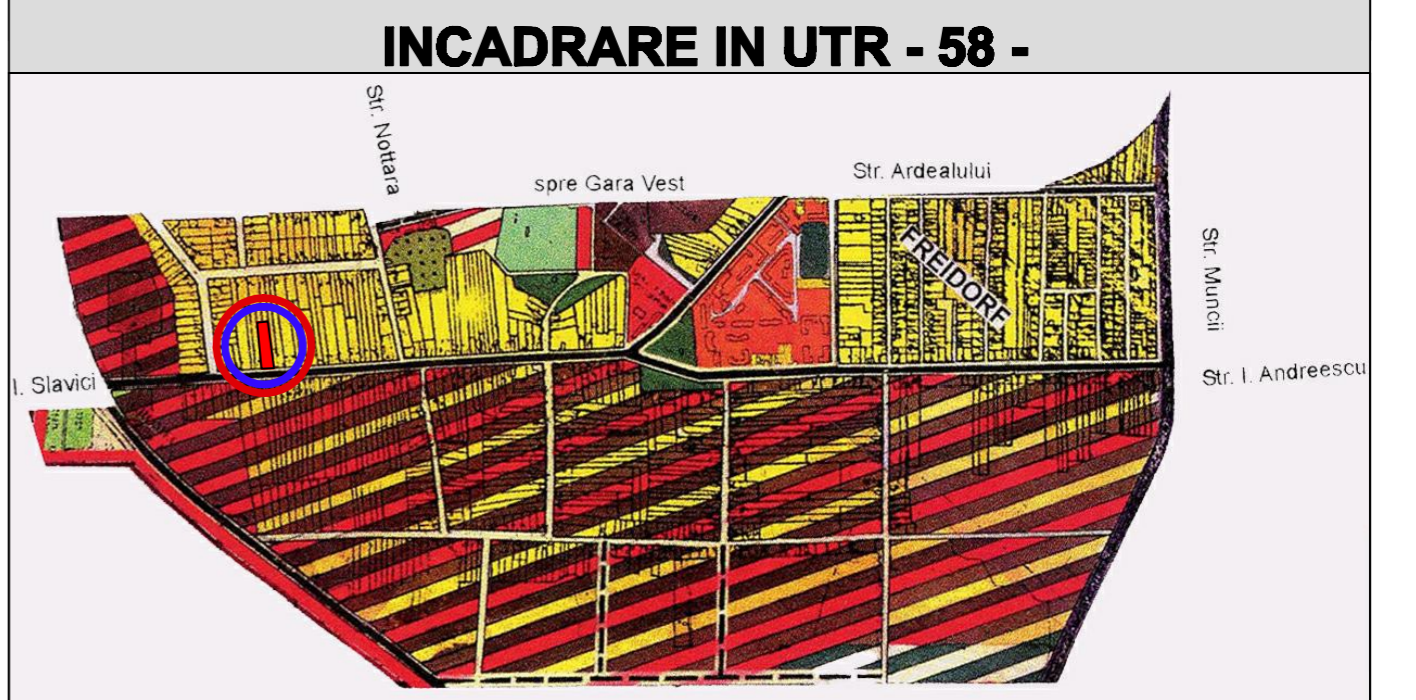 INCADRARE IN UTR - 58 -
Str. Nottara
spre Gara Vest
Str. Ardealului
FREIDORF
Str. Muncii
I. Slavici
Str. I. Andreescu